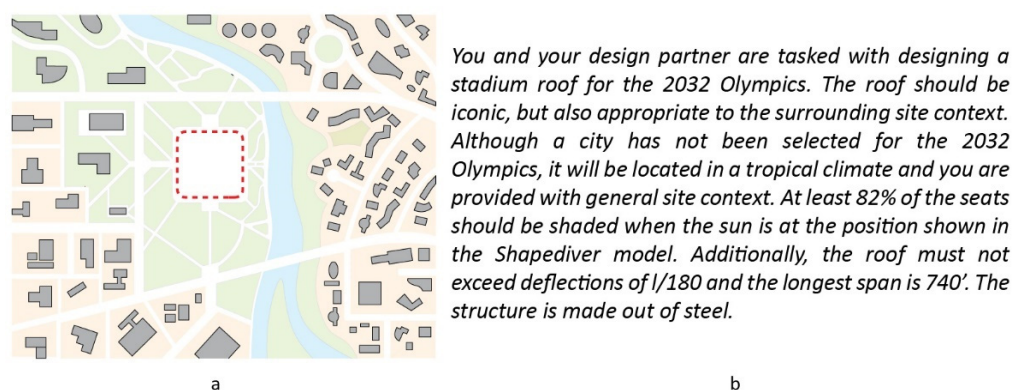 You and your design partner are tasked with designing a
stadium roof for the 2032 Olympics. The roof should be
iconic, but also appropriate to the surrounding site context.
Although a city has not been selected for the 2032
Olympics, it will be located in a tropical climate and you are
provided with general site context. At least 82% of the seats
should be shaded when the sun is at the position shown in
the Shapediver model. Additionally, the roof must not
exceed deflections of l/180 and the longest span is 740’. The
structure is made out of steel.
a
b